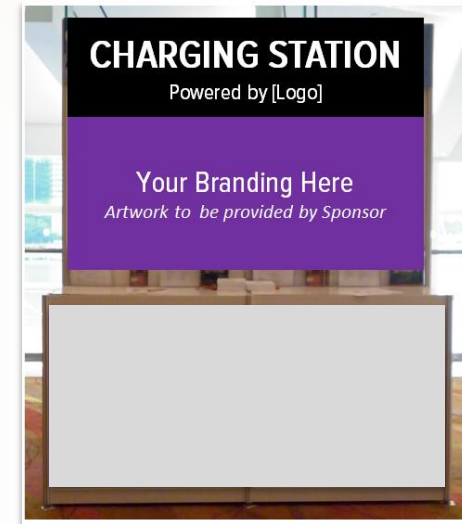 CHARGING STATION
Powered by [Logo]
Your Branding Here
Artwork to be provided by Sponsor